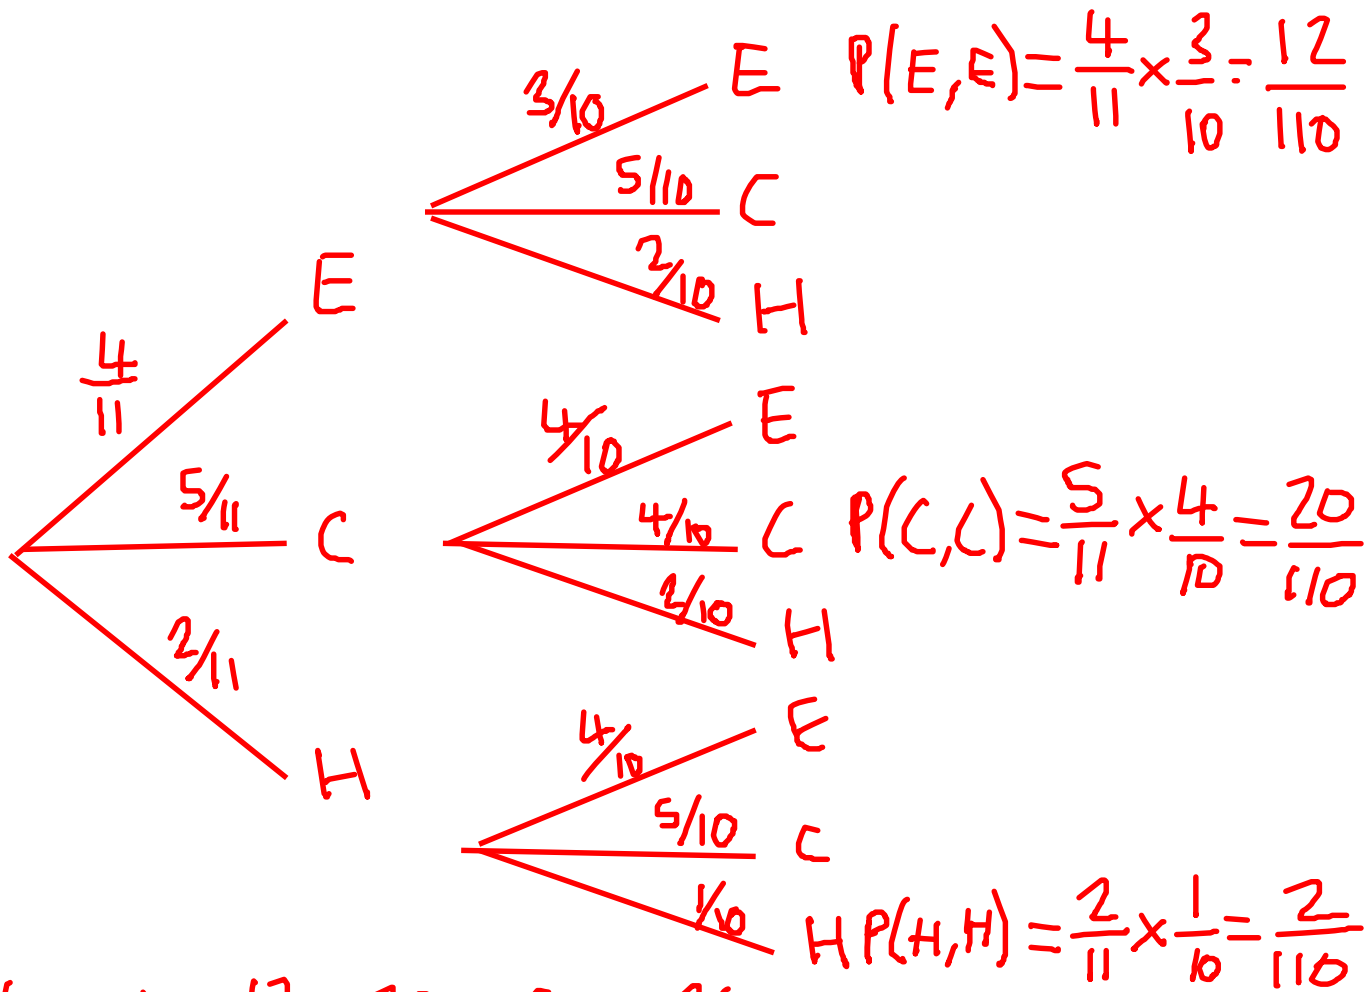 3/10 E P(E,E) = 4/11 × 3/10 = 12/110
5/10 C
2/10 H
4/11 E
4/10 E
5/11 C
4/10 C P(C,C) = 5/11 × 4/10 = 20/110
2/10 H
2/11 H
4/10 E
5/10 C
1/10 H P(H,H) = 2/11 × 1/10 = 2/110